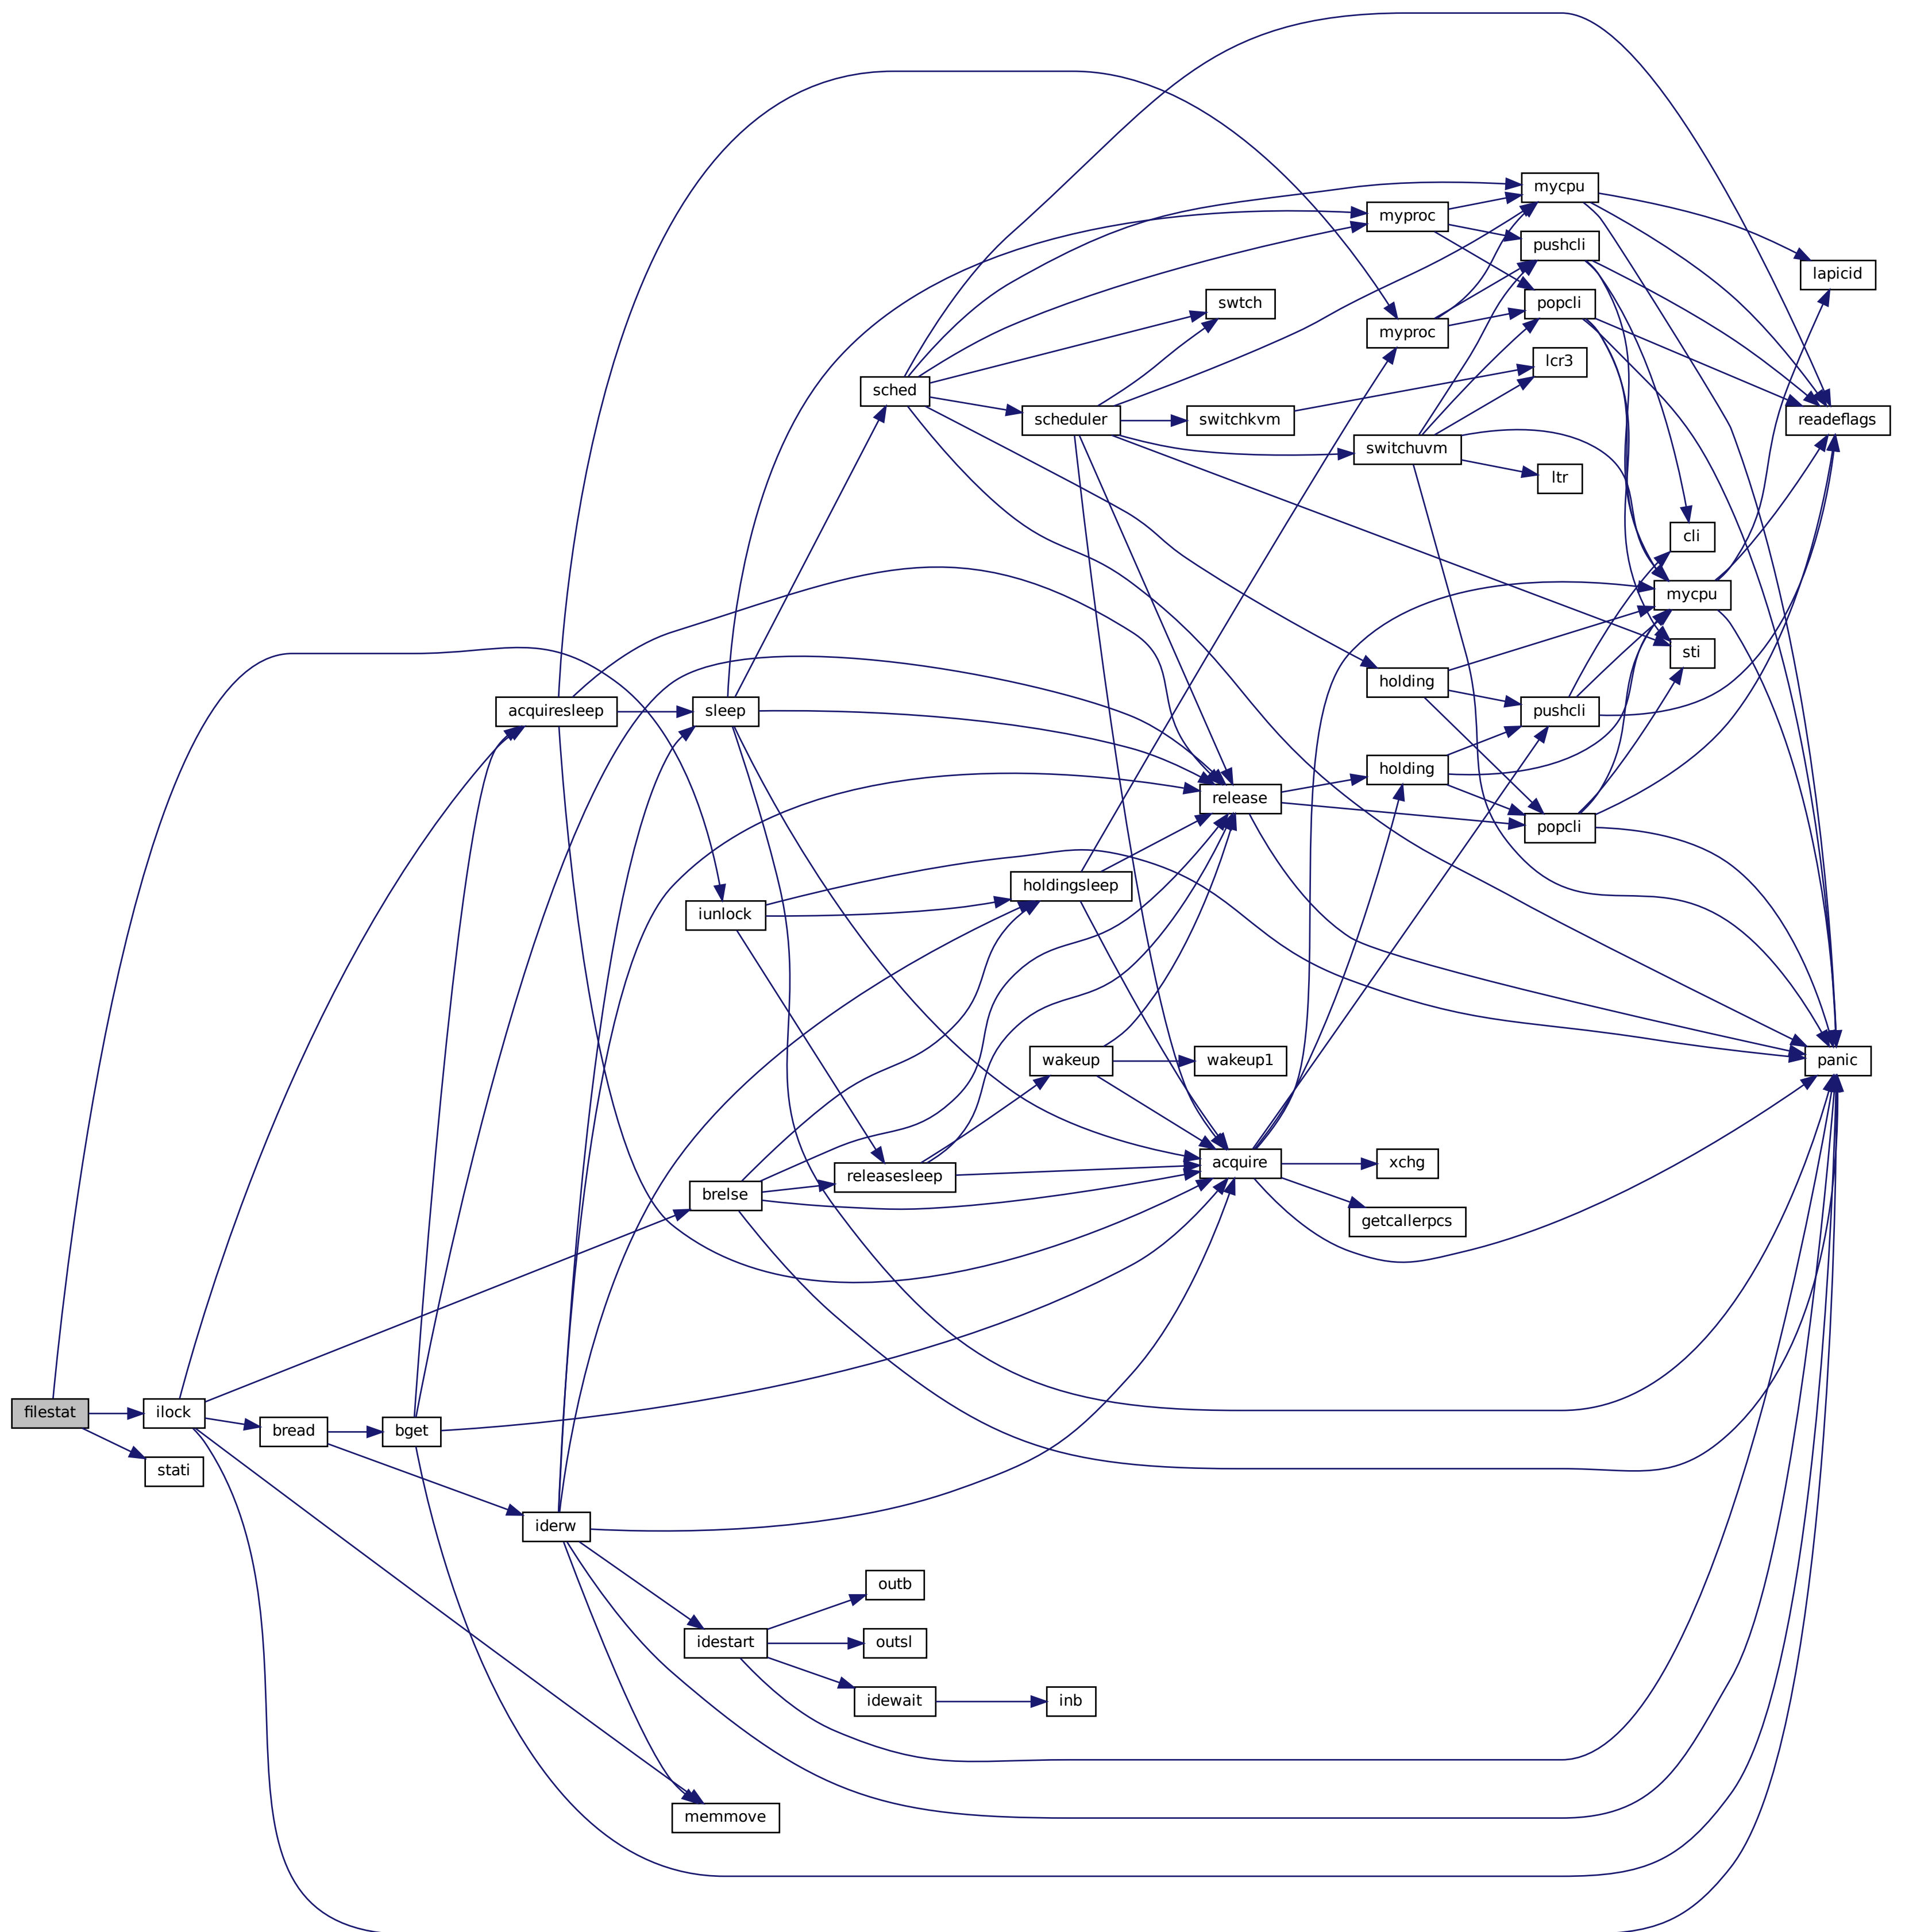 mycpu
myproc
pushcli
lapicid
popcli
swtch
myproc
lcr3
sched
scheduler
switchkvm
readeflags
switchuvm
ltr
cli
mycpu
sti
holding
acquiresleep
sleep
pushcli
holding
release
popcli
holdingsleep
iunlock
wakeup
wakeup1
panic
acquire
xchg
releasesleep
brelse
getcallerpcs
filestat
ilock
bread
bget
stati
iderw
outb
idestart
outsl
idewait
inb
memmove